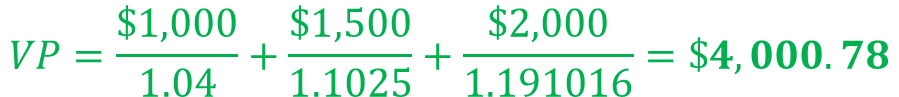 VP = $1,000/1.04 + $1,500/1.1025 + $2,000/1.191016 = $4,000.78